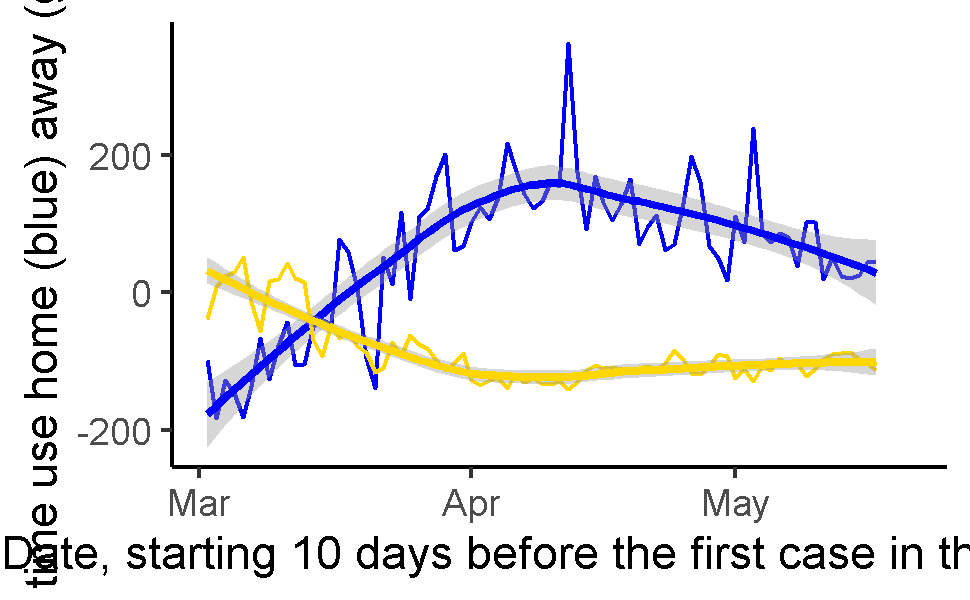 time use home (blue) away (g
200
0
-200
Mar Apr May
Date, starting 10 days before the first case in th